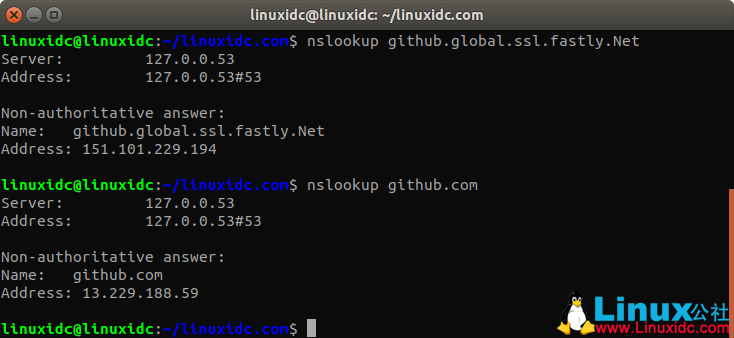 linuxidc@linuxidc: ~/linuxidc.com
linuxidc@linuxidc:~/linuxidc.com$ nslookup github.global.ssl.fastly.Net
Server:         127.0.0.53
Address:        127.0.0.53#53

Non-authoritative answer:
Name:   github.global.ssl.fastly.Net
Address: 151.101.229.194

linuxidc@linuxidc:~/linuxidc.com$ nslookup github.com
Server:         127.0.0.53
Address:        127.0.0.53#53

Non-authoritative answer:
Name:   github.com
Address: 13.229.188.59

linuxidc@linuxidc:~/linuxidc.com$
Linux公社
www.Linuxidc.com